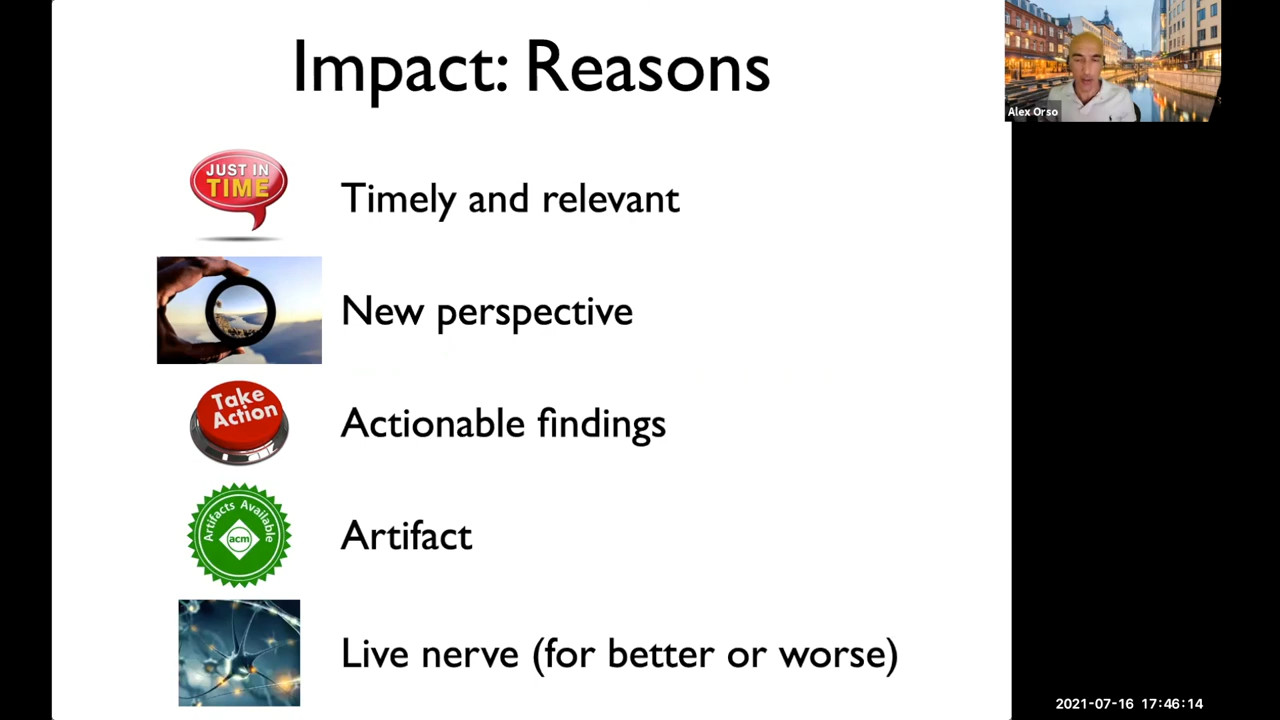 Impact: Reasons
Alex Orso
JUST IN
TIME
Timely and relevant
New perspective
Take
Action
Actionable findings
Artifacts Available
acm
Artifact
Live nerve (for better or worse)
2021-07-16 17:46:14